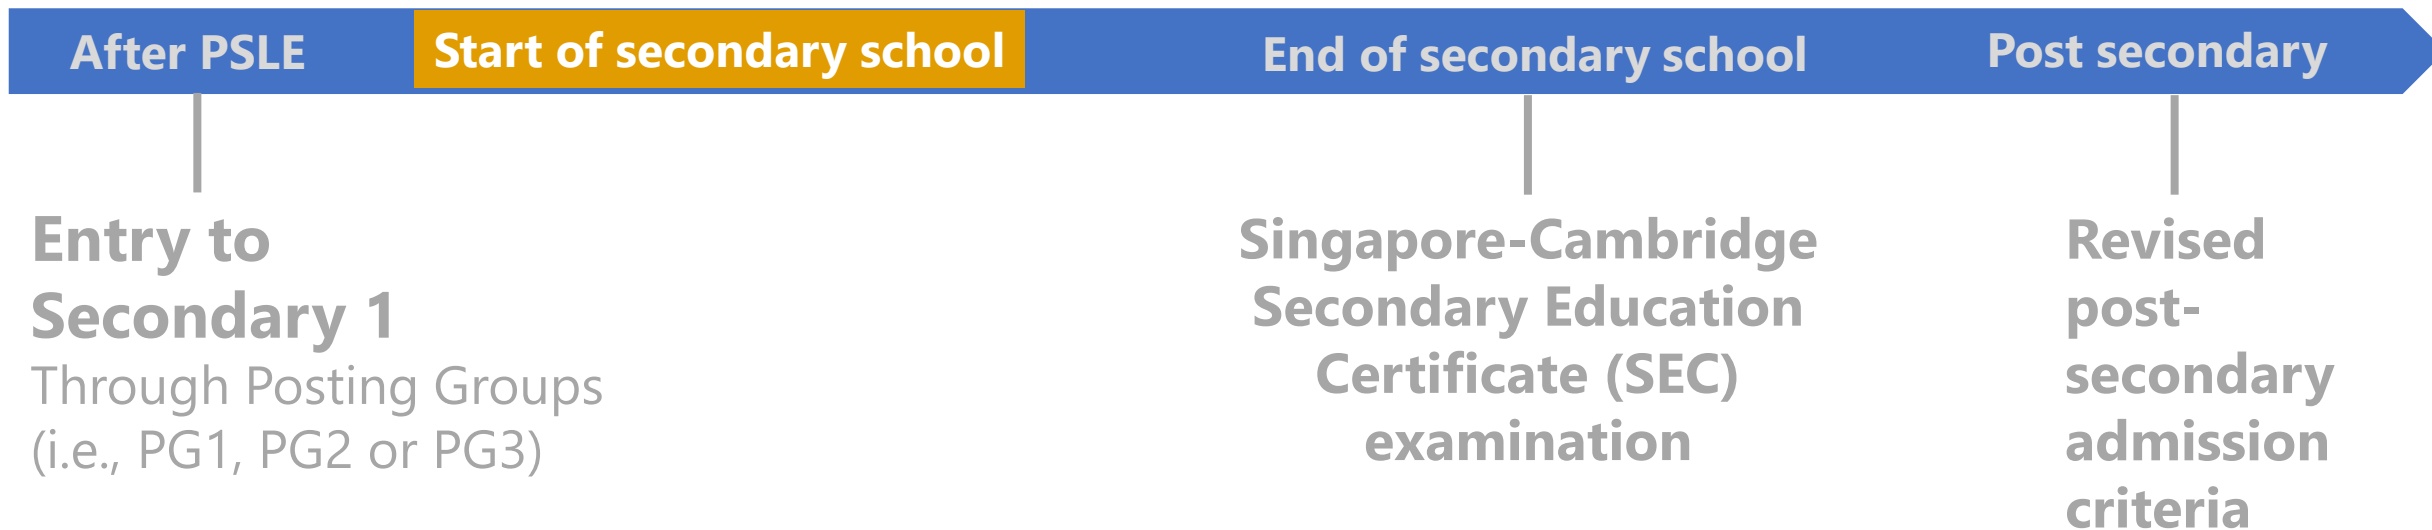 After PSLE
Start of secondary school
End of secondary school
Post secondary
Entry to
Secondary 1
Through Posting Groups
(i.e., PG1, PG2 or PG3)
Singapore-Cambridge
Secondary Education
Certificate (SEC)
examination
Revised
post-
secondary
admission
criteria